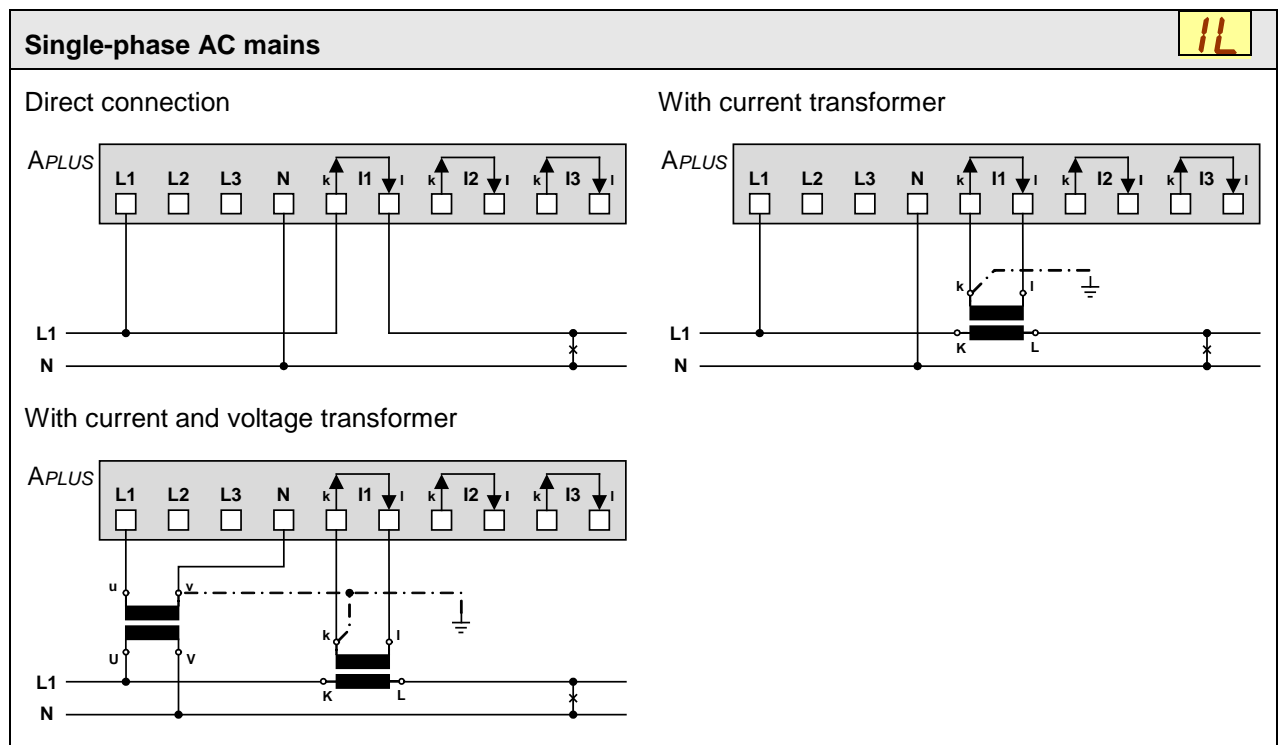 Single-phase AC mains 1L
Direct connection
APLUS
L1 L2 L3 N k I1 l k I2 l k I3 l
L1
N
With current transformer
APLUS
L1 L2 L3 N k I1 l k I2 l k I3 l
k l
L1
K L
N
With current and voltage transformer
APLUS
L1 L2 L3 N k I1 l k I2 l k I3 l
u v
k l
U V
L1
K L
N